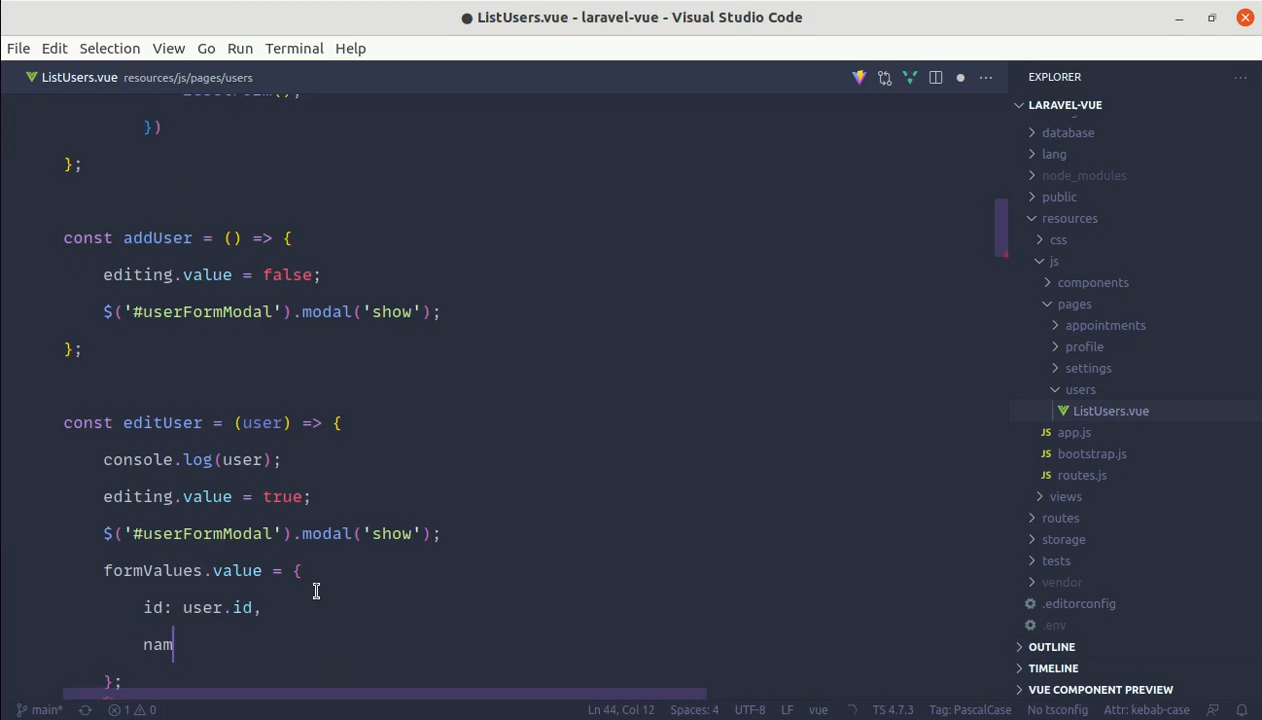 ● ListUsers.vue - laravel-vue - Visual Studio Code
File Edit Selection View Go Run Terminal Help
ListUsers.vue resources/js/pages/users
})
};
const addUser = () => {
editing.value = false;
$('#userFormModal').modal('show');
};
const editUser = (user) => {
console.log(user);
editing.value = true;
$('#userFormModal').modal('show');
formValues.value = {
id: user.id,
nam
};
EXPLORER
LARAVEL-VUE
database
lang
node_modules
public
resources
css
js
components
pages
appointments
profile
settings
users
ListUsers.vue
JS app.js
JS bootstrap.js
JS routes.js
views
routes
storage
tests
vendor
.editorconfig
.env
OUTLINE
TIMELINE
VUE COMPONENT PREVIEW
main* 1 0 Ln 44, Col 12 Spaces: 4 UTF-8 LF vue TS 4.7.3 Tag: PascalCase No tsconfig Attr: kebab-case